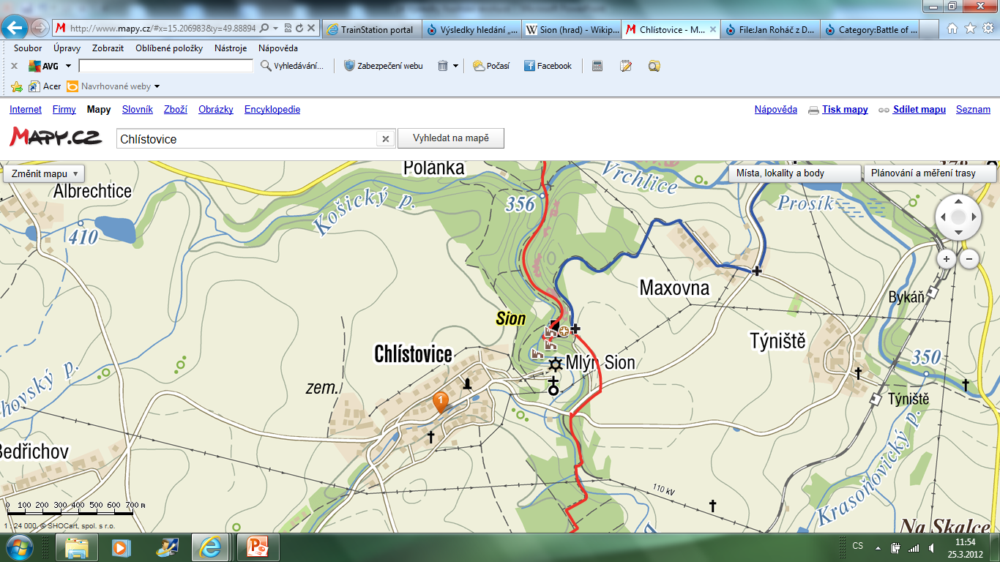 http://www.mapy.cz/#x=15.206983&ty=49.88894
TrainStation portal
Výsledky hledání „...
Sion (hrad) - Wikip...
Chlístovice - M...
File:Jan Roháč z D...
Category:Battle of ...
Soubor Úpravy Zobrazit Oblíbené položky Nástroje Nápověda
AVG Vyhledávání... Zabezpečení webu Počasí Facebook
Acer Navrhované weby
Internet Firmy Mapy Slovník Zboží Obrázky Encyklopedie Nápověda Tisk mapy Sdílet mapu Seznam
MAPY.CZ Chlístovice Vyhledat na mapě
Změnit mapu Polánka Vrchlice Místa, lokality a body Plánování a měření trasy
Albrechtice
Košický p.
356
Prosík
410
Maxovna
Bykáň
Sion
Týniště
Chlístovice
Mlýn Sion
350
zem.
hovský p.
Týniště
1
Bedřichov
Krasoňovický p.
110 kV
0 100 200 300 400 500 600 700 m
1 : 24 000, © SHOCart, spol. s r.o.
Na Skalce
CS
11:54
25.3.2012